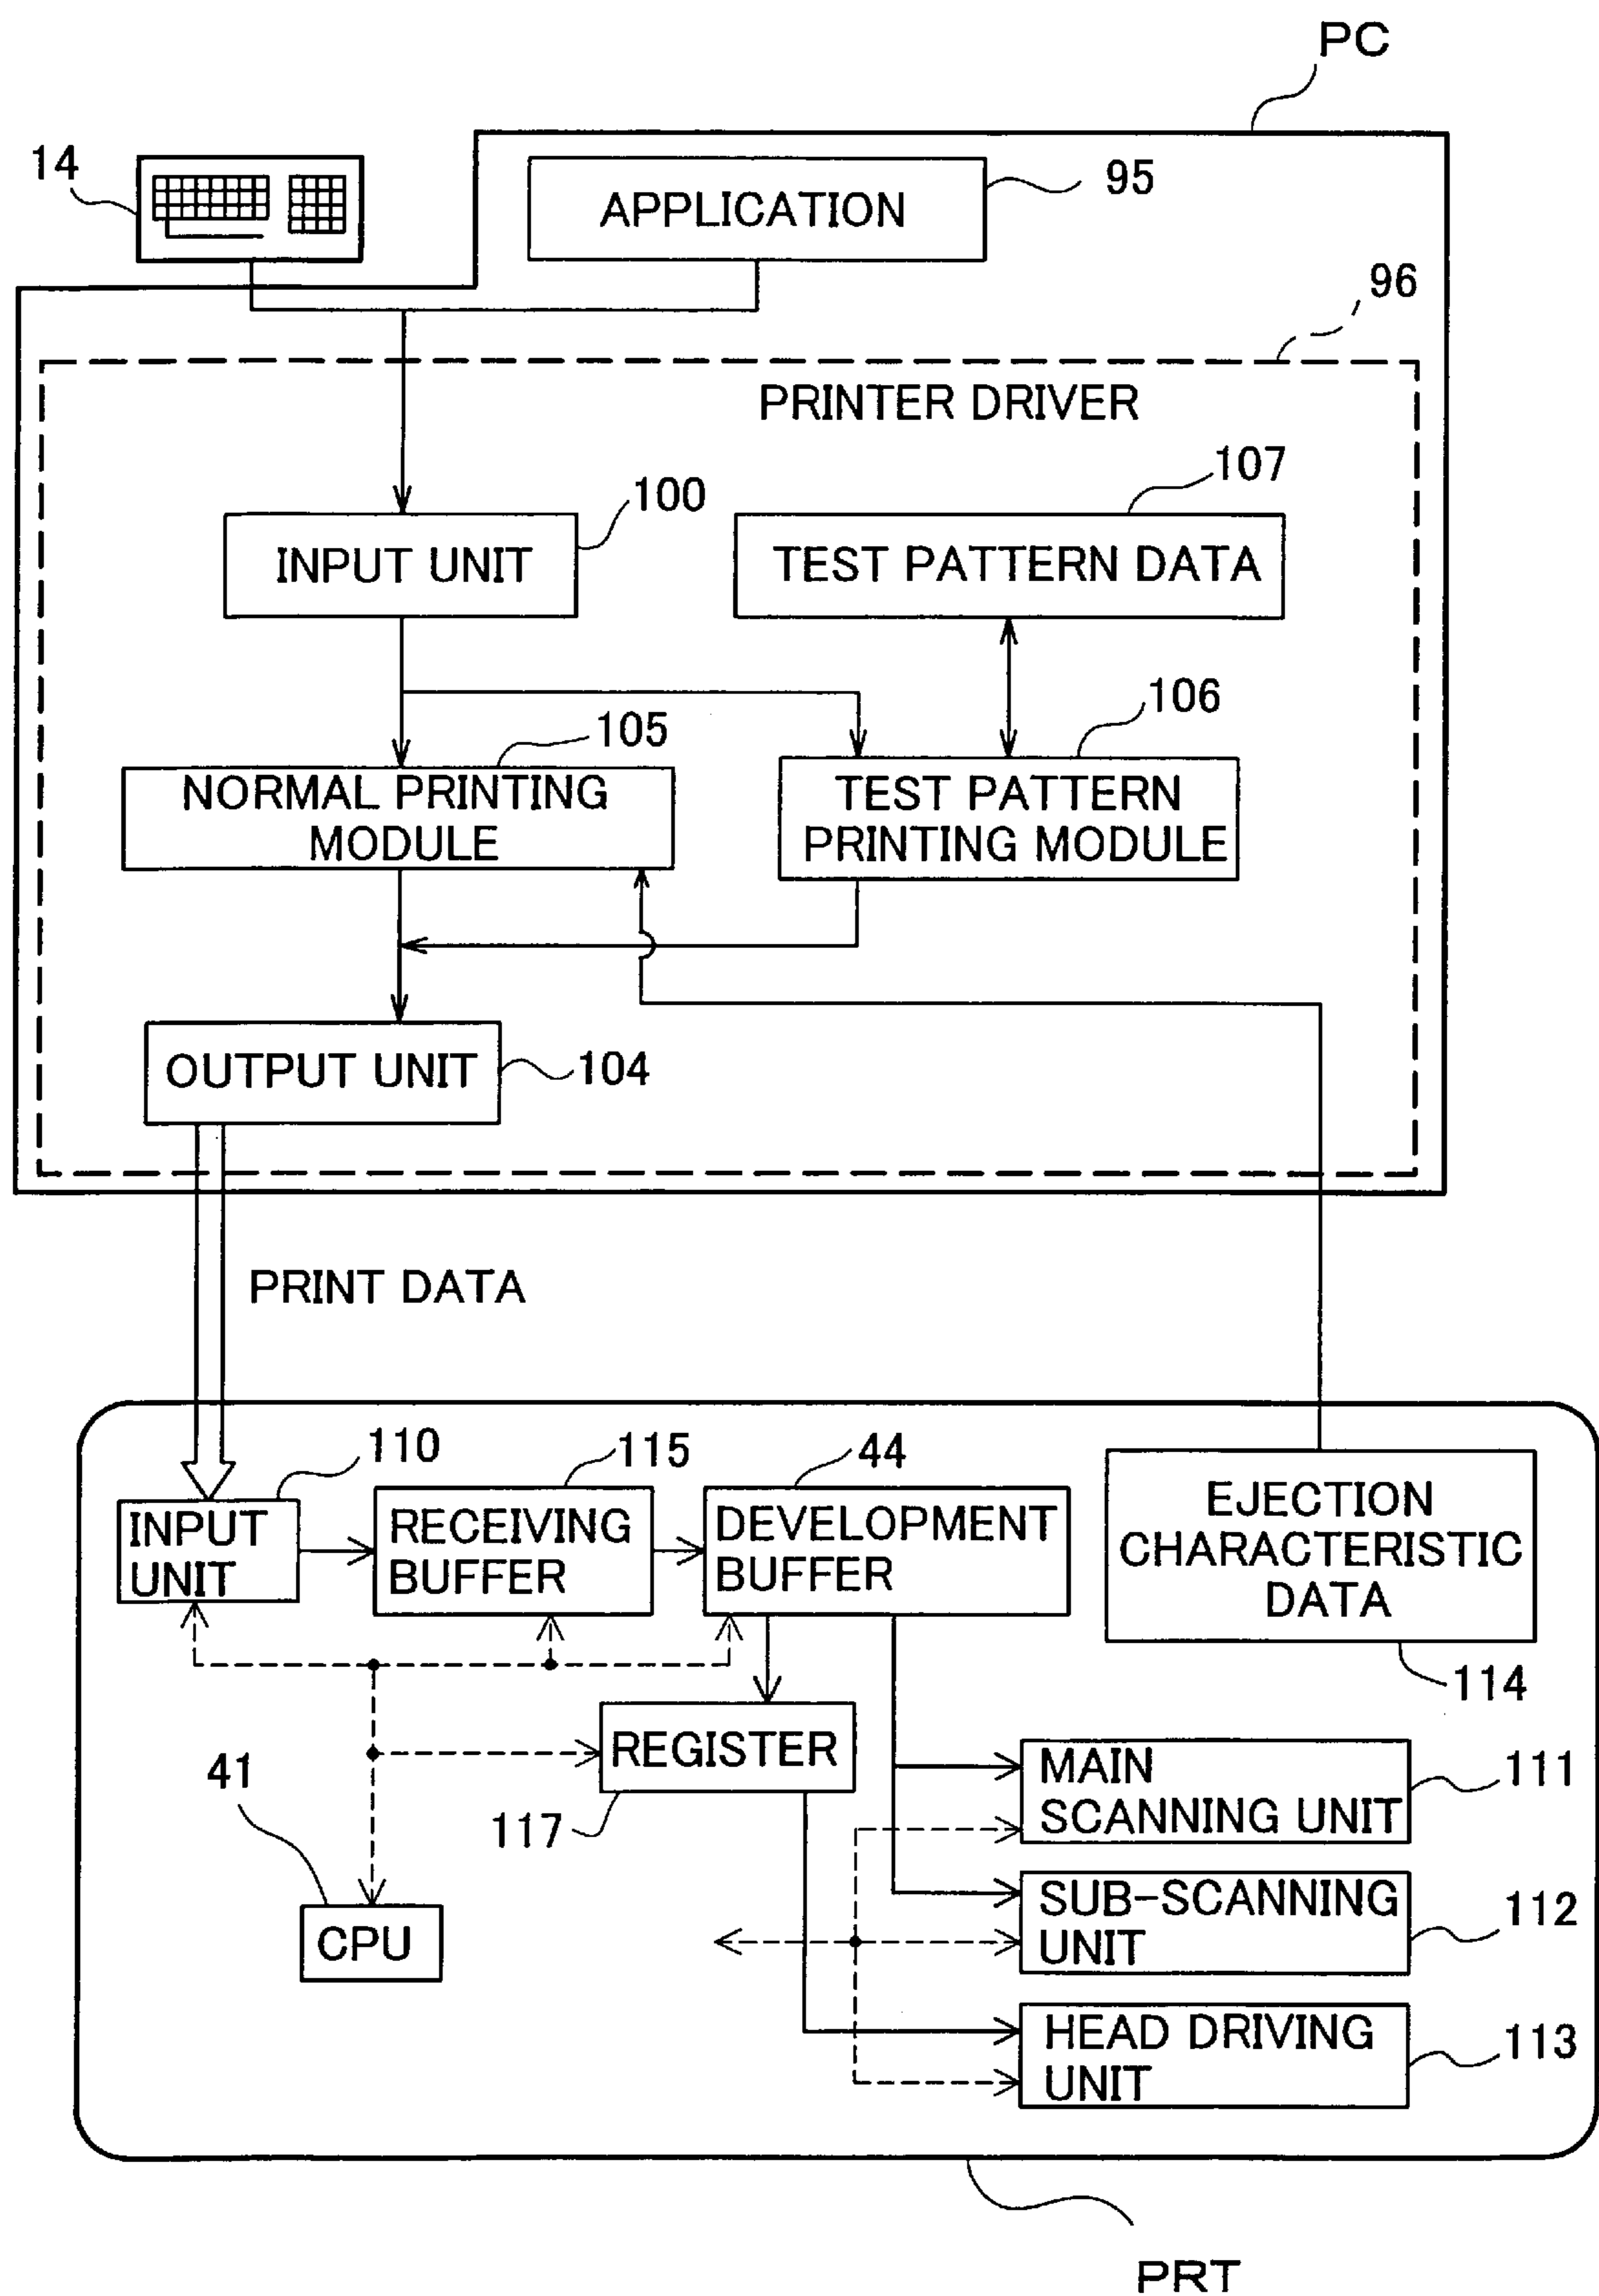 PC
14
APPLICATION
95
96
PRINTER DRIVER
107
100
INPUT UNIT
TEST PATTERN DATA
106
105
NORMAL PRINTING
MODULE
TEST PATTERN
PRINTING MODULE
OUTPUT UNIT
104
PRINT DATA
110
115
44
INPUT
UNIT
RECEIVING
BUFFER
DEVELOPMENT
BUFFER
EJECTION
CHARACTERISTIC
DATA
114
REGISTER
117
41
CPU
MAIN
SCANNING UNIT
111
SUB-SCANNING
UNIT
112
HEAD DRIVING
UNIT
113
PRT